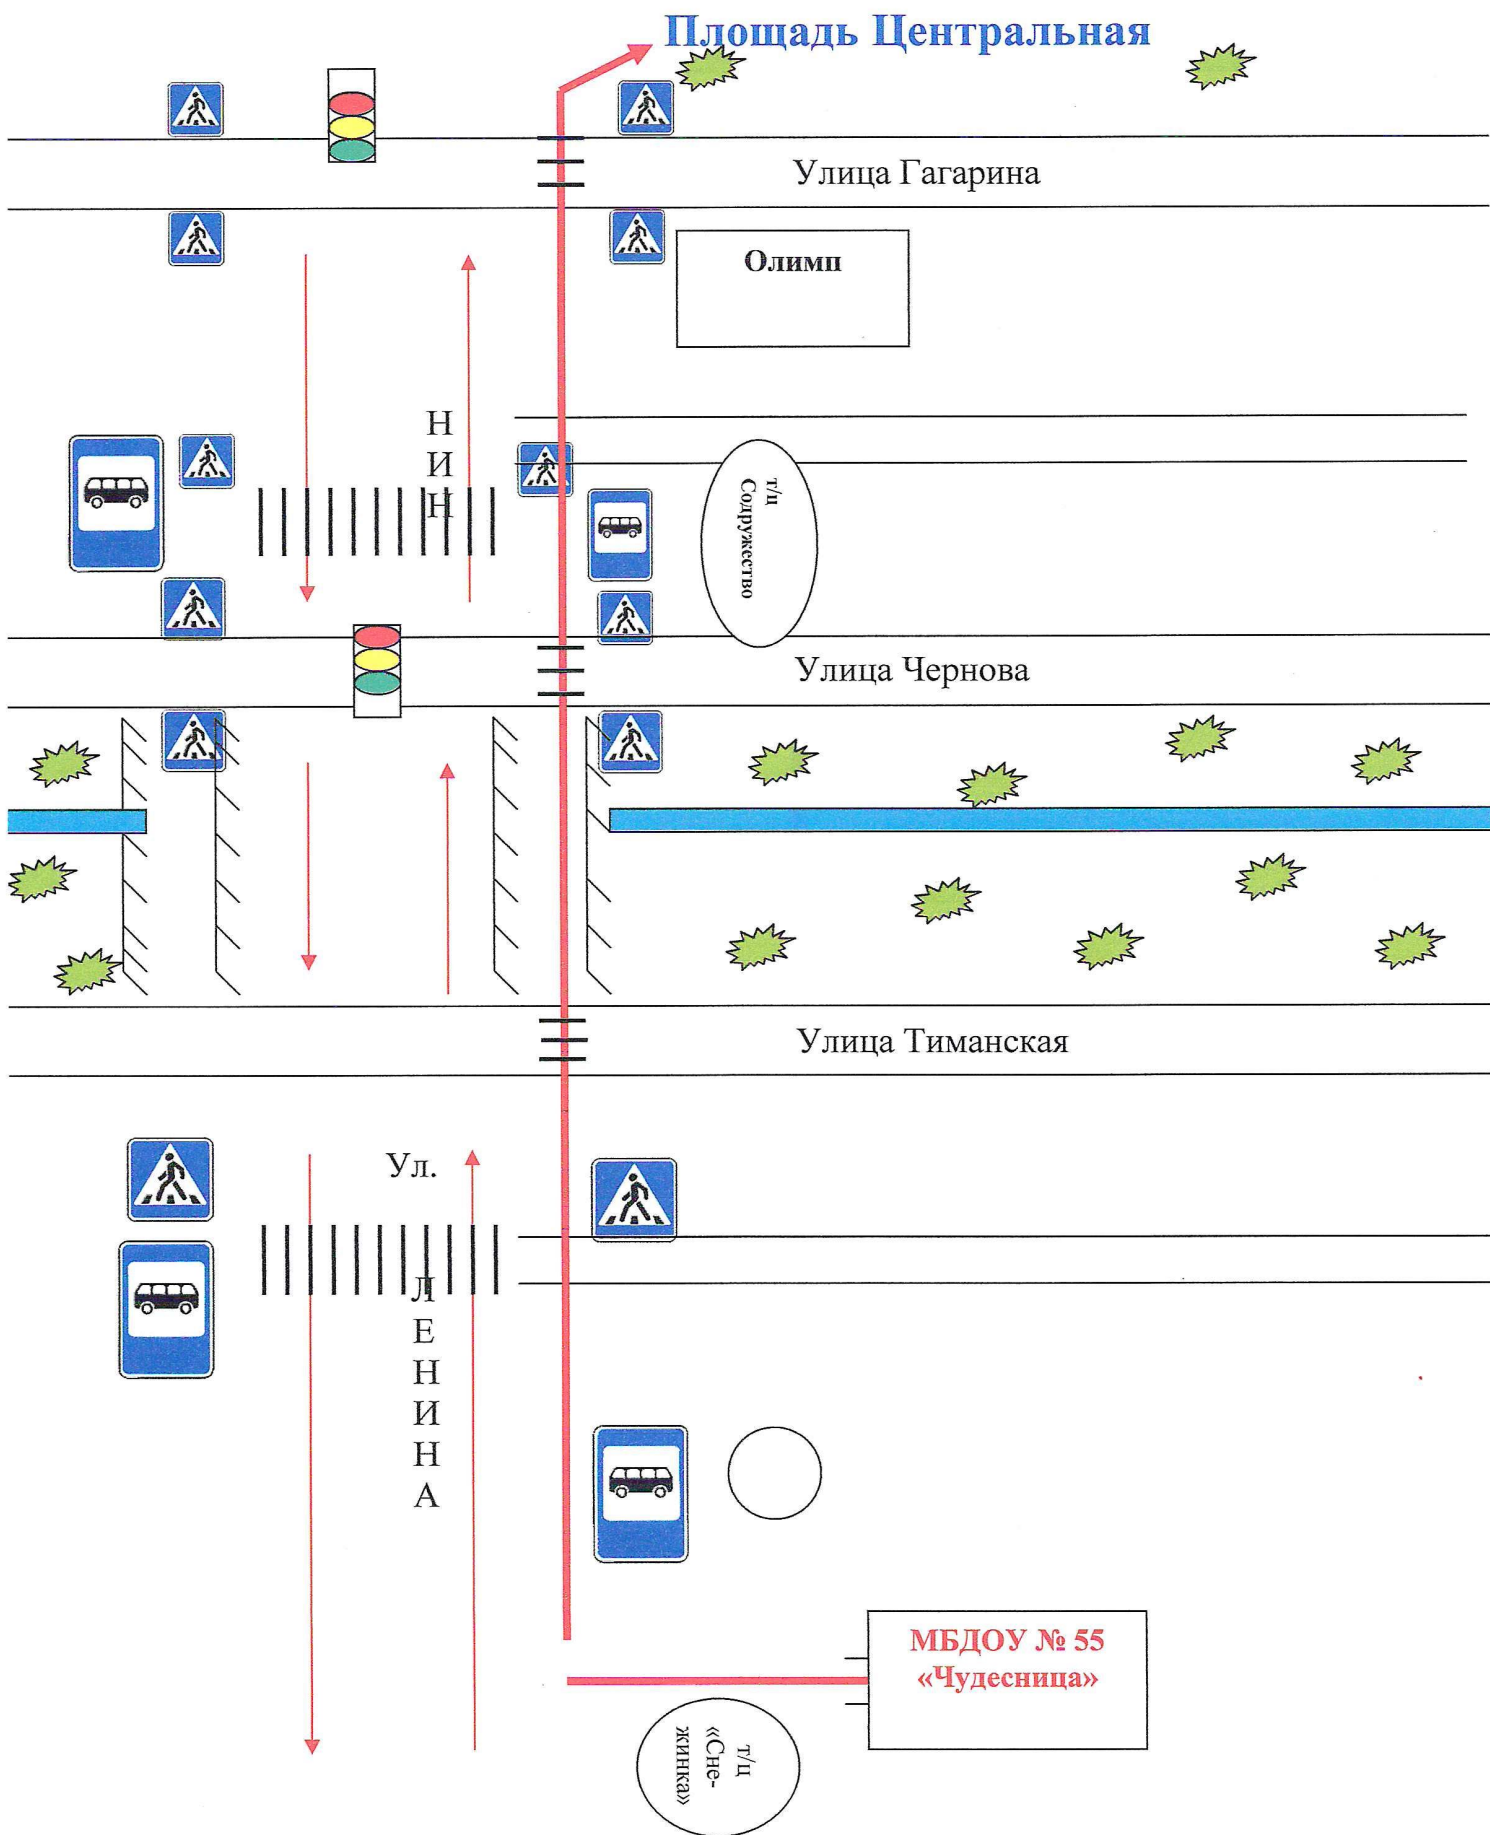 Площадь Центральная
Улица Гагарина
Олимп
Н
И
Н
т/ц
Содружество
Улица Чернова
Улица Тиманская
Ул.
Л
Е
Н
И
Н
А
МБДОУ № 55
«Чудесница»
т/ц
«Сне-
жинка»